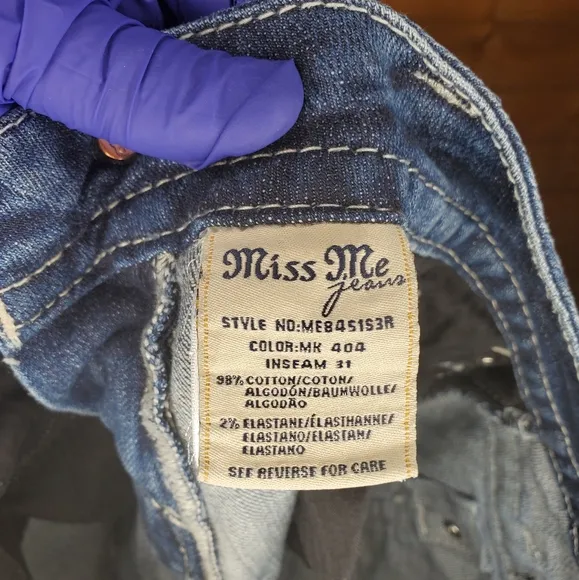 Miss Me
jeans
STYLE NO:ME8451S3R
COLOR:MK 404
INSEAM 31
98% COTTON/COTON/
ALGODÓN/BAUMWOLLE/
ALGODÃO
2% ELASTANE/ÉLASTHANNE/
ELASTANO/ELASTAN/
ELASTANO
SEE REVERSE FOR CARE